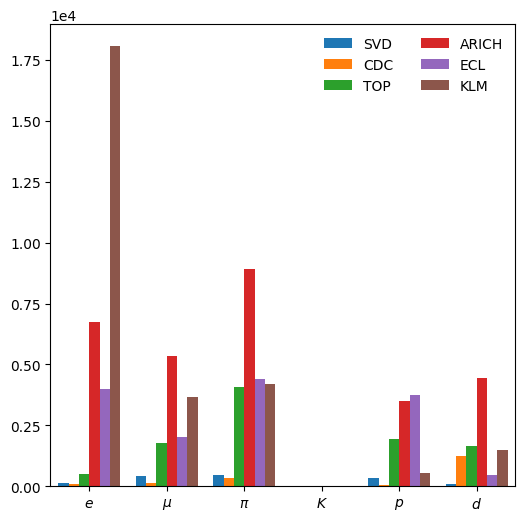 1e4
SVD
CDC
TOP
ARICH
ECL
KLM
1.75
1.50
1.25
1.00
0.75
0.50
0.25
0.00
e μ π K p d